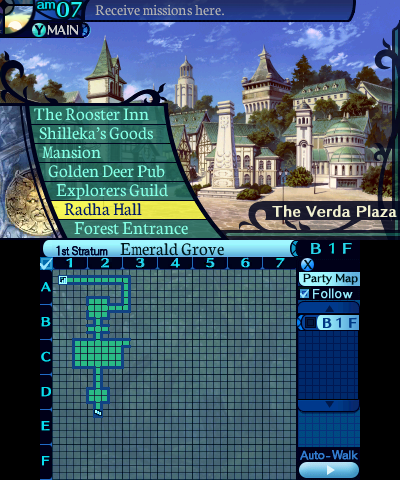 am 07
Receive missions here.
Y MAIN
The Rooster Inn
Shilleka's Goods
Mansion
Golden Deer Pub
Explorers Guild
Radha Hall
Forest Entrance
The Verda Plaza
1st Stratum Emerald Grove B1F
1 2 3 4 5 6 7
X
Party Map
Follow
A
B
C
D
E
F
B1F
Auto-Walk